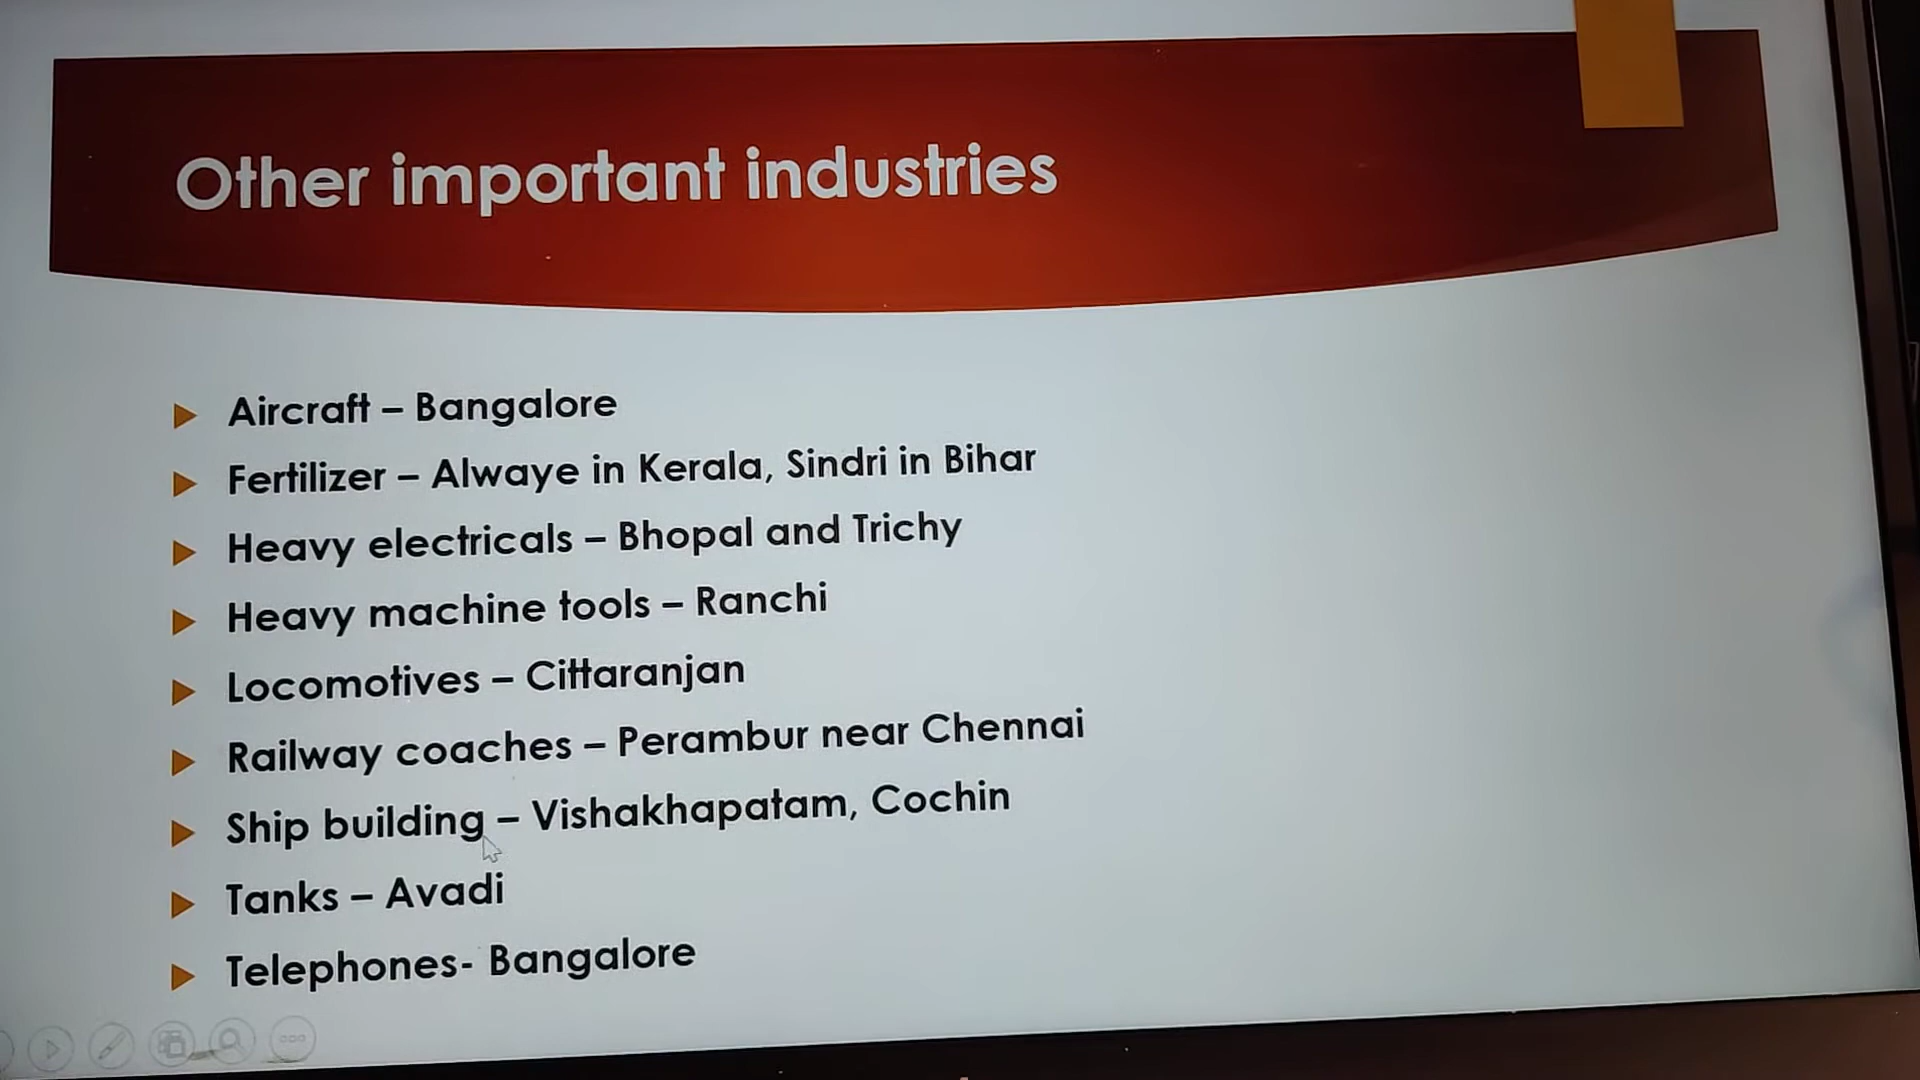 Other important industries
Aircraft – Bangalore
Fertilizer – Alwaye in Kerala, Sindri in Bihar
Heavy electricals – Bhopal and Trichy
Heavy machine tools – Ranchi
Locomotives – Cittaranjan
Railway coaches – Perambur near Chennai
Ship building – Vishakhapatam, Cochin
Tanks – Avadi
Telephones- Bangalore